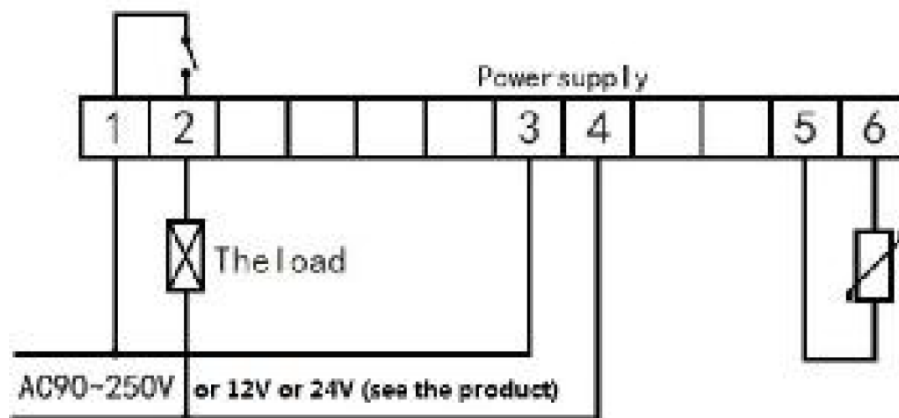 Power supply
1 2 3 4 5 6
The load
AC90-250V or 12V or 24V (see the product)